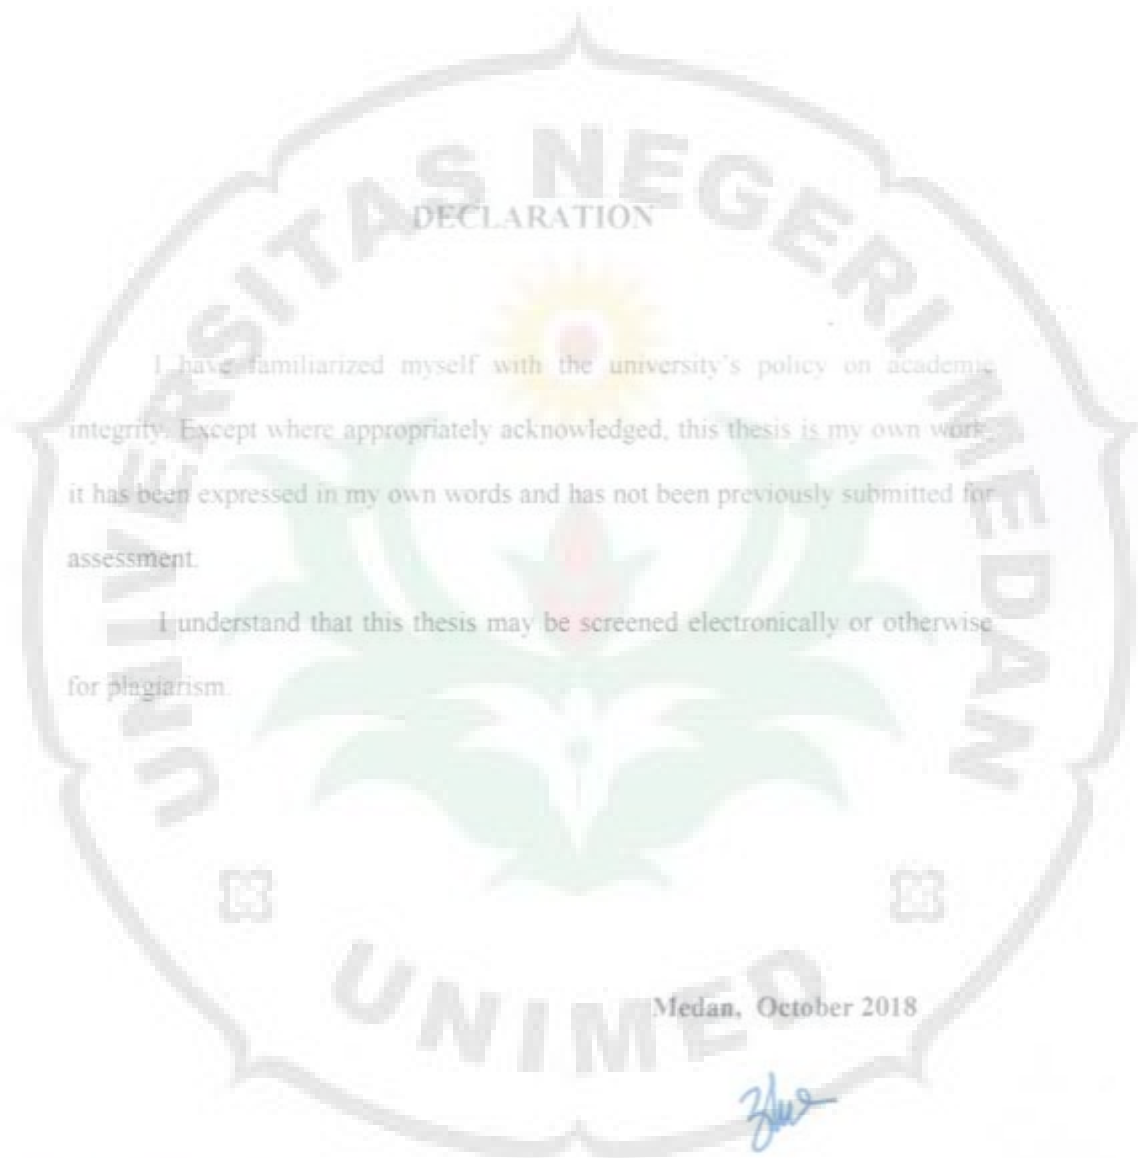 UNIVERSITAS NEGERI MEDAN
DECLARATION
I have familiarized myself with the university's policy on academic
integrity. Except where appropriately acknowledged, this thesis is my own work
it has been expressed in my own words and has not been previously submitted for
assessment.
I understand that this thesis may be screened electronically or otherwise
for plagiarism.
UNIMED
Medan, October 2018